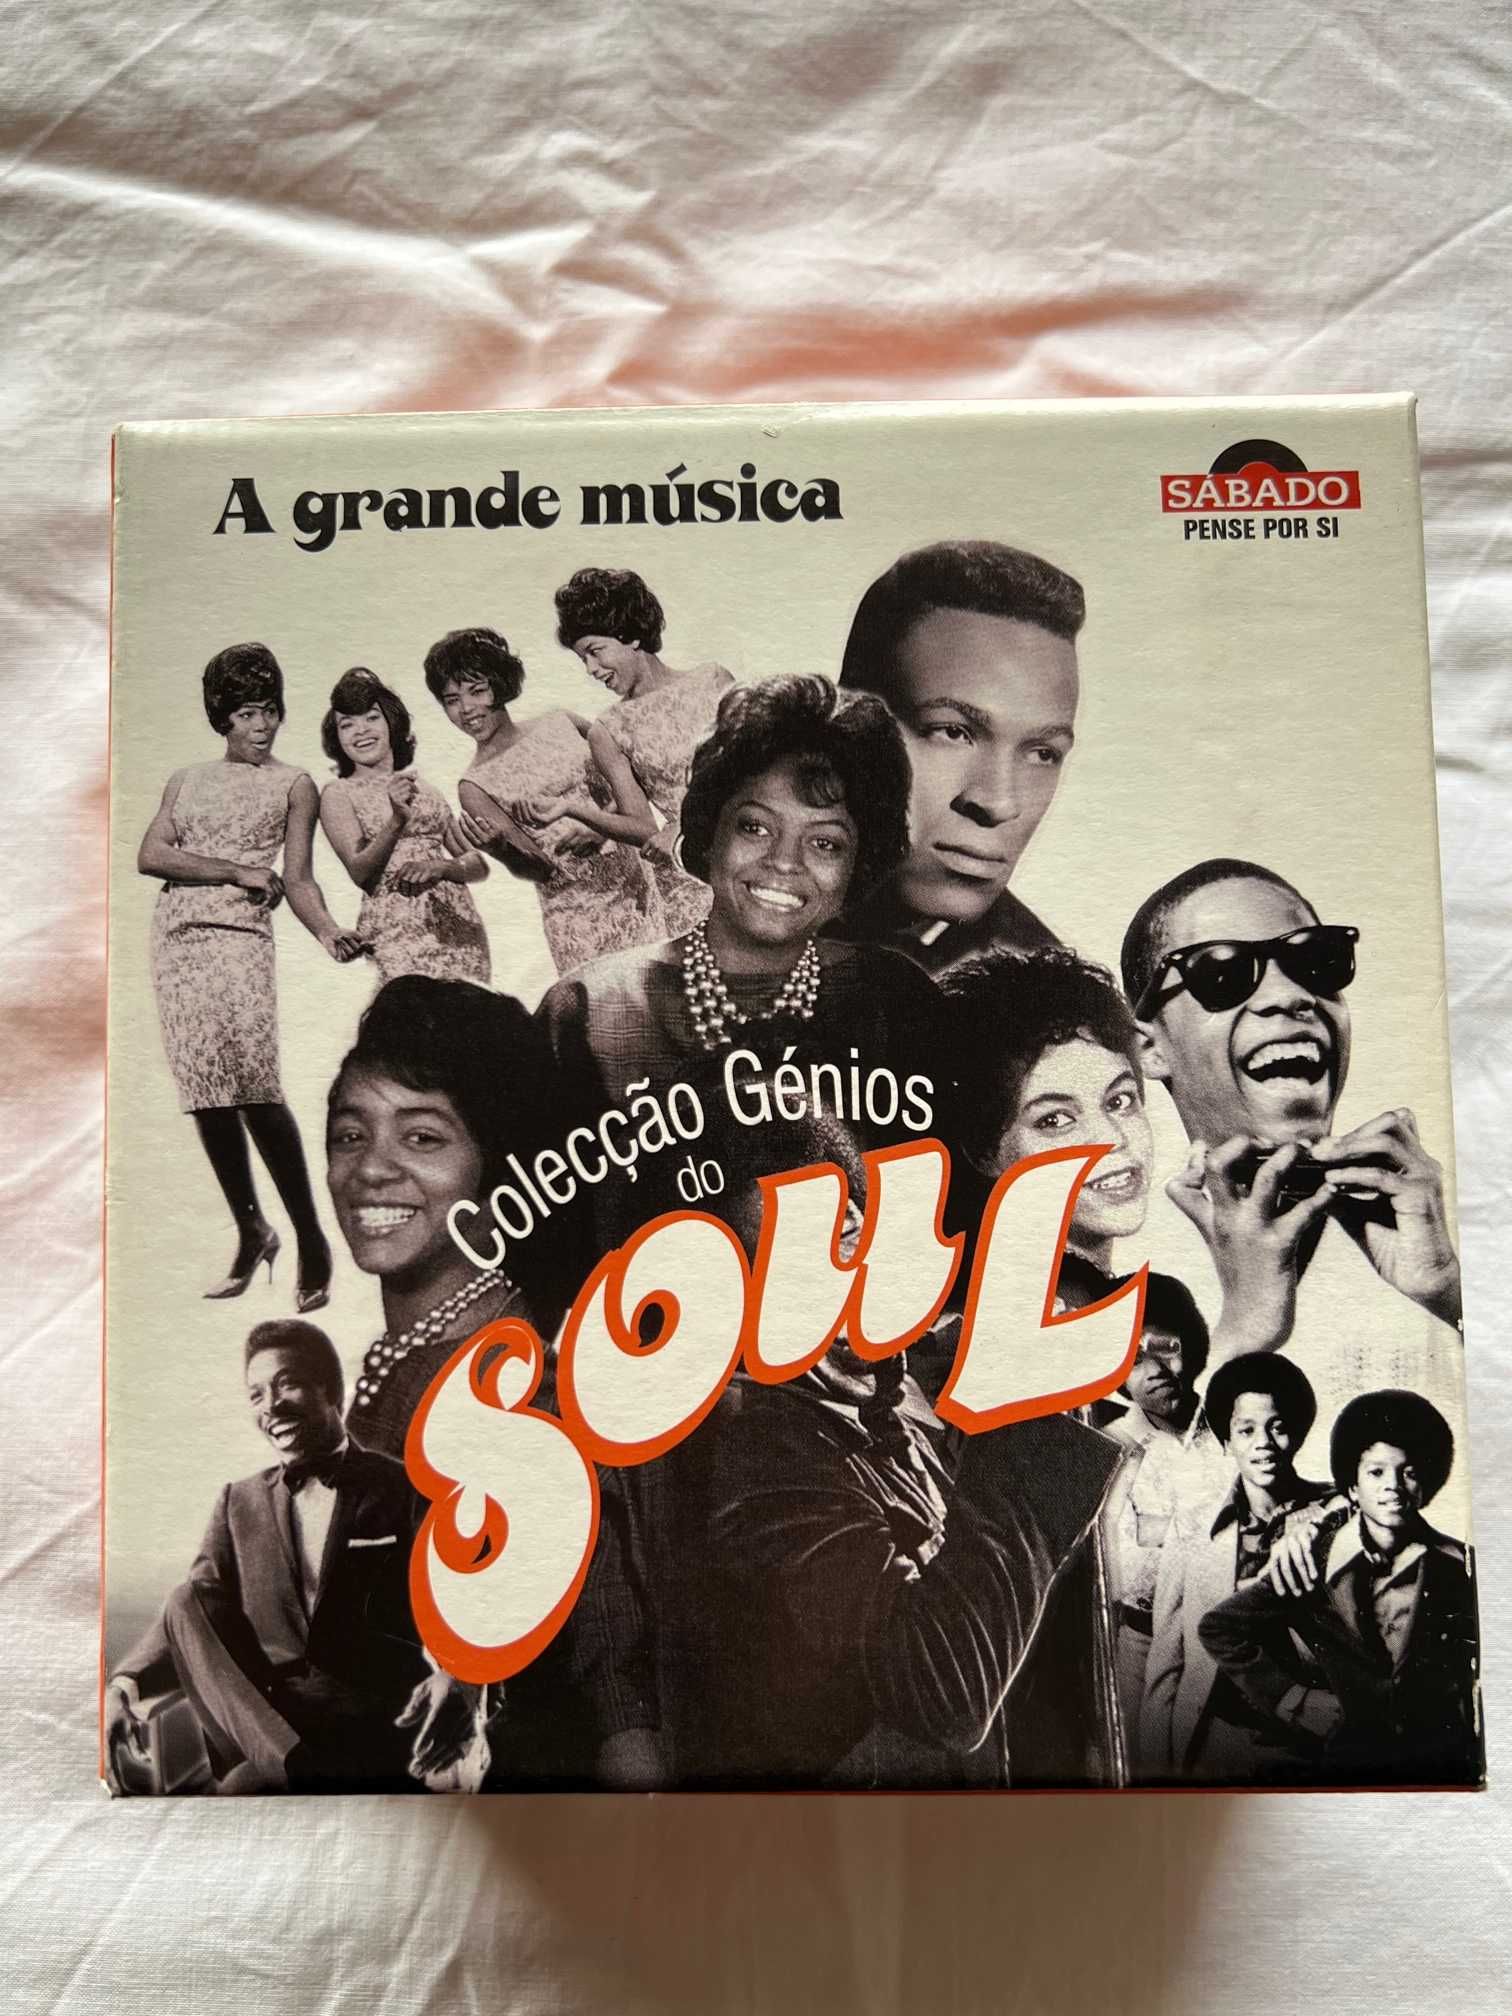 A grande música
SÁBADO
PENSE POR SI
Colecção Génios
do
SOUL